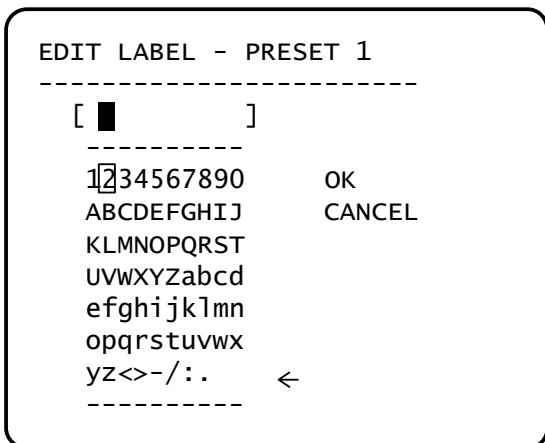 EDIT LABEL - PRESET 1
------------------------
[ █ ]
----------
1234567890 OK
ABCDEFGHIJ CANCEL
KLMNOPQRST
UVWXYZabcd
efghijklmn
opqrstuvwx
yz<>-/:. ←
----------